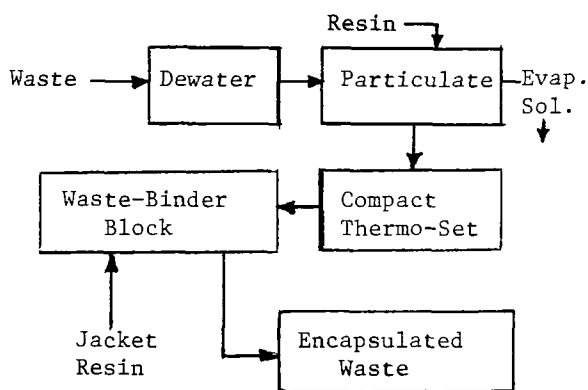 Resin
Waste
Dewater
Particulate
Evap.
Sol.
Waste-Binder
Block
Compact
Thermo-Set
Jacket
Resin
Encapsulated
Waste